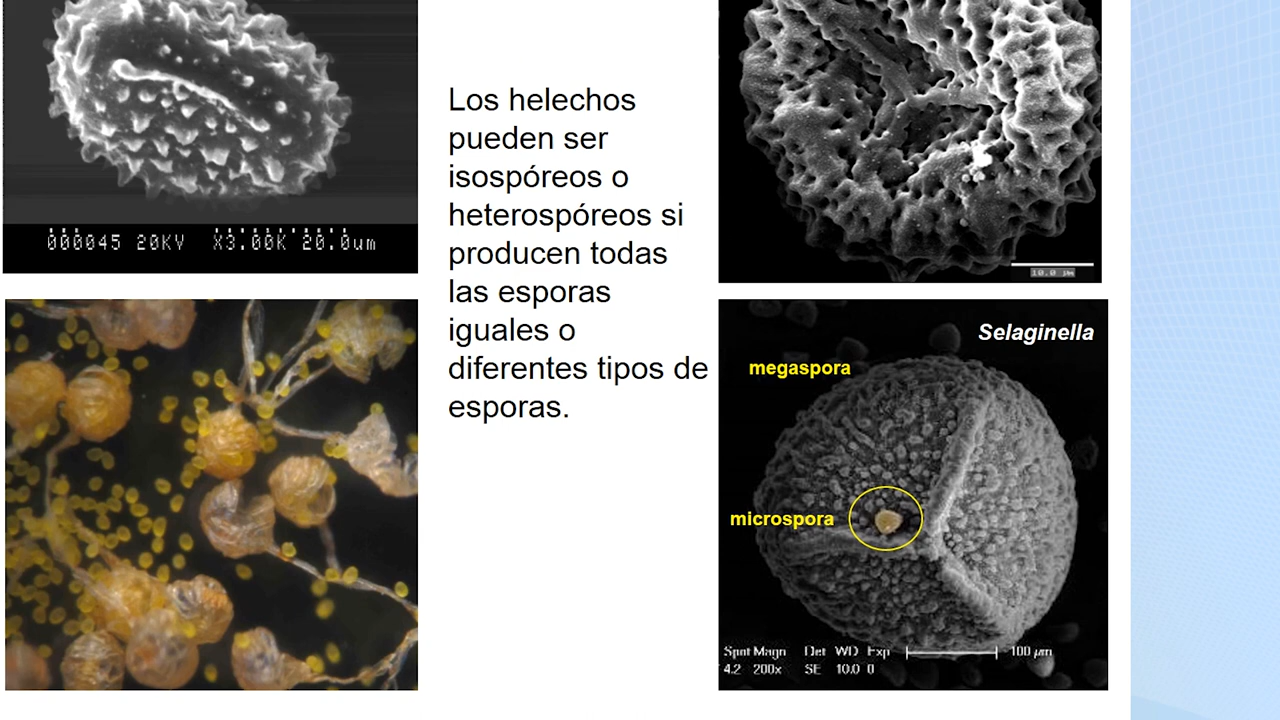 000045 20KV X3.00K 20.0um
Los helechos
pueden ser
isospóreos o
heterospóreos si
producen todas
las esporas
iguales o
diferentes tipos de
esporas.
10.0 µm
Selaginella
megaspora
microspora
Spot Magn Det WD Exp 100 µm
4.2 200x SE 10.0 0